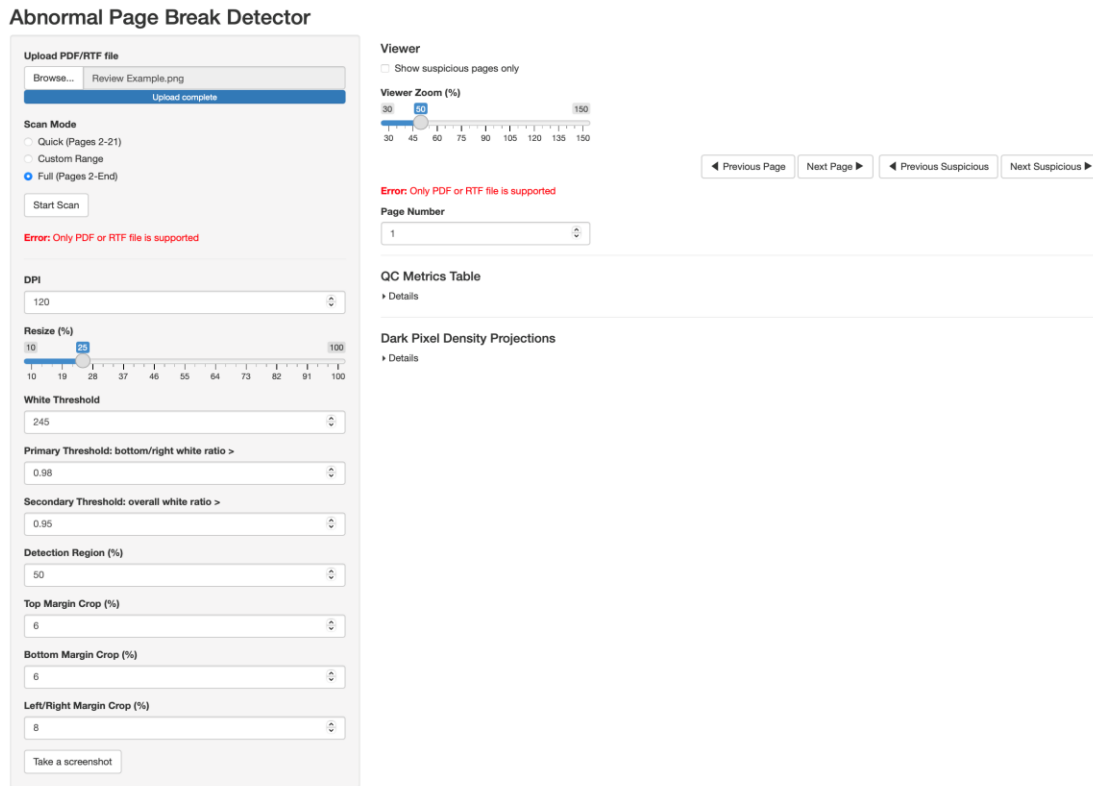 Abnormal Page Break Detector
Upload PDF/RTF file
Browse... Review Example.png
Upload complete
Scan Mode
Quick (Pages 2-21)
Custom Range
Full (Pages 2-End)
Start Scan
Error: Only PDF or RTF file is supported
DPI
120
Resize (%)
10 25 100
10 19 28 37 46 55 64 73 82 91 100
White Threshold
245
Primary Threshold: bottom/right white ratio >
0.98
Secondary Threshold: overall white ratio >
0.95
Detection Region (%)
50
Top Margin Crop (%)
6
Bottom Margin Crop (%)
6
Left/Right Margin Crop (%)
8
Take a screenshot
Viewer
Show suspicious pages only
Viewer Zoom (%)
30 50 150
30 45 60 75 90 105 120 135 150
◀ Previous Page Next Page ▶ ◀ Previous Suspicious Next Suspicious ▶
Error: Only PDF or RTF file is supported
Page Number
1
QC Metrics Table
Details
Dark Pixel Density Projections
Details